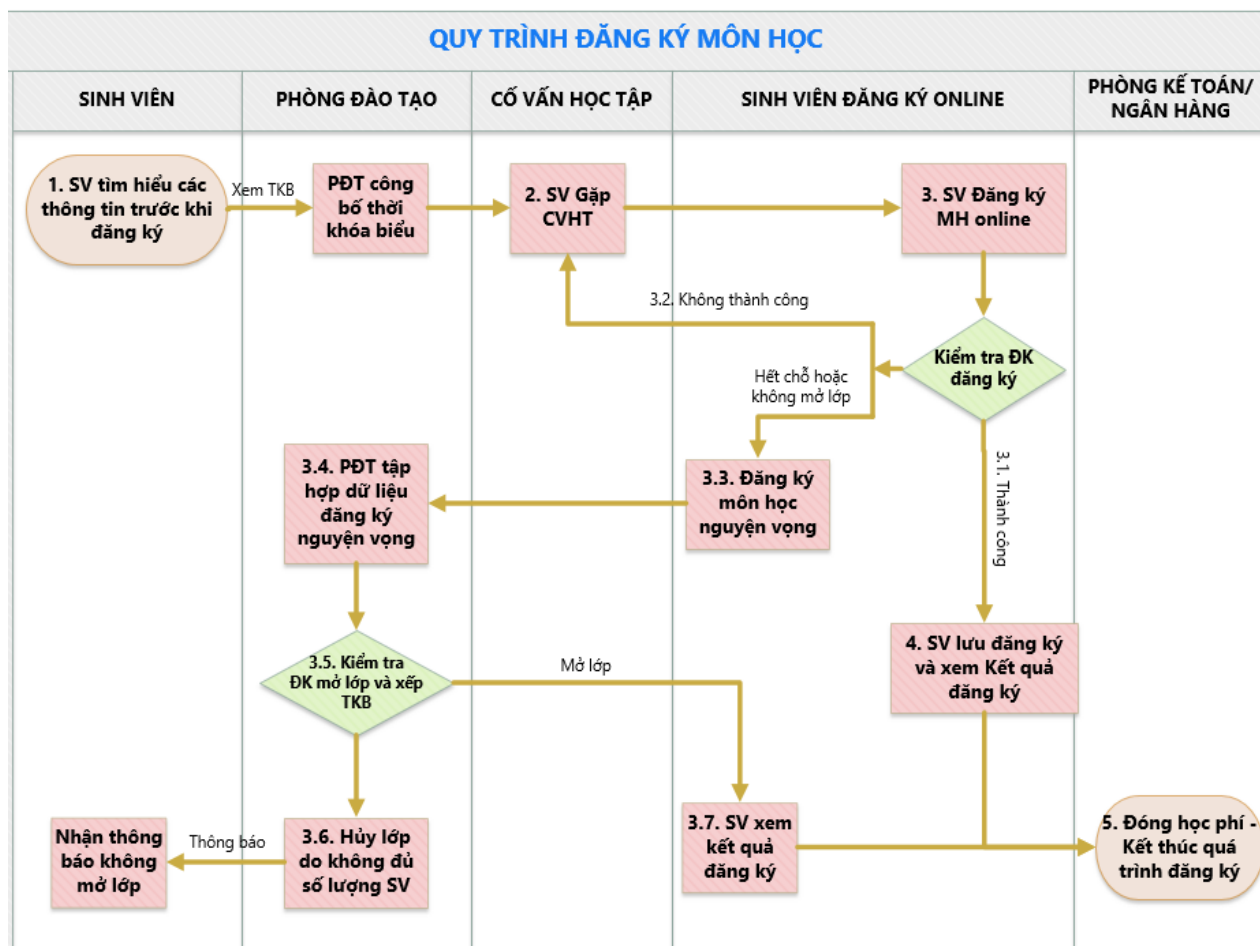 QUY TRÌNH ĐĂNG KÝ MÔN HỌC
SINH VIÊN
PHÒNG ĐÀO TẠO
CỐ VẤN HỌC TẬP
SINH VIÊN ĐĂNG KÝ ONLINE
PHÒNG KẾ TOÁN/
NGÂN HÀNG
1. SV tìm hiểu các
thông tin trước khi
đăng ký
Xem TKB
PĐT công
bố thời
khóa biểu
2. SV Gặp
CVHT
3. SV Đăng ký
MH online
3.2. Không thành công
Kiểm tra ĐK
đăng ký
Hết chỗ hoặc
không mở lớp
3.1. Thành công
3.4. PĐT tập
hợp dữ liệu
đăng ký
nguyện vọng
3.3. Đăng ký
môn học
nguyện vọng
3.5. Kiểm tra
ĐK mở lớp và xếp
TKB
Mở lớp
4. SV lưu đăng ký
và xem Kết quả
đăng ký
Nhận thông
báo không
mở lớp
Thông báo
3.6. Hủy lớp
do không đủ
số lượng SV
3.7. SV xem
kết quả
đăng ký
5. Đóng học phí -
Kết thúc quá
trình đăng ký